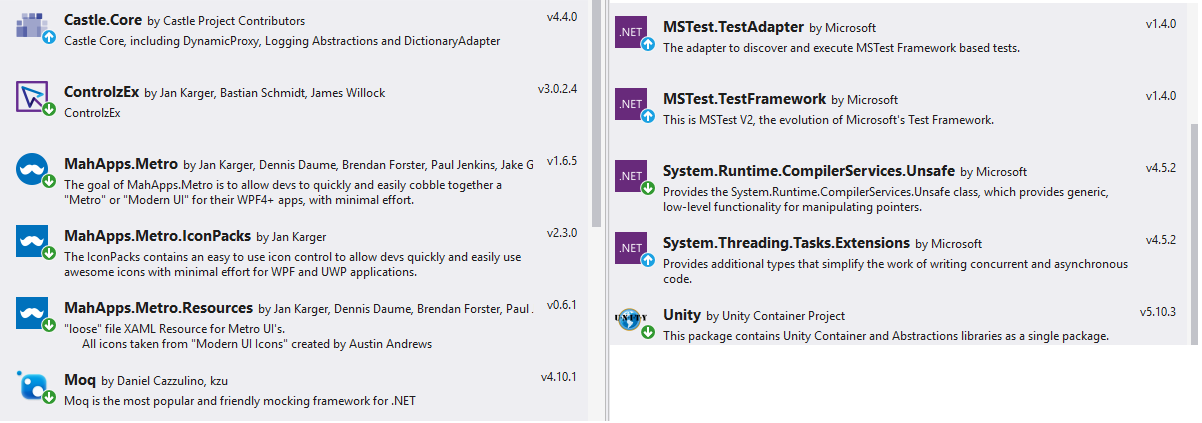 Castle.Core by Castle Project Contributors v4.4.0
Castle Core, including DynamicProxy, Logging Abstractions and DictionaryAdapter
ControlzEx by Jan Karger, Bastian Schmidt, James Willock v3.0.2.4
ControlzEx
MahApps.Metro by Jan Karger, Dennis Daume, Brendan Forster, Paul Jenkins, Jake G v1.6.5
The goal of MahApps.Metro is to allow devs to quickly and easily cobble together a
"Metro" or "Modern UI" for their WPF4+ apps, with minimal effort.
MahApps.Metro.IconPacks by Jan Karger v2.3.0
The IconPacks contains an easy to use icon control to allow devs quickly and easily use
awesome icons with minimal effort for WPF and UWP applications.
MahApps.Metro.Resources by Jan Karger, Dennis Daume, Brendan Forster, Paul . v0.6.1
"loose" file XAML Resource for Metro UI's.
All icons taken from "Modern UI Icons" created by Austin Andrews
Moq by Daniel Cazzulino, kzu v4.10.1
Moq is the most popular and friendly mocking framework for .NET
.NET MSTest.TestAdapter by Microsoft v1.4.0
The adapter to discover and execute MSTest Framework based tests.
.NET MSTest.TestFramework by Microsoft v1.4.0
This is MSTest V2, the evolution of Microsoft's Test Framework.
.NET System.Runtime.CompilerServices.Unsafe by Microsoft v4.5.2
Provides the System.Runtime.CompilerServices.Unsafe class, which provides generic,
low-level functionality for manipulating pointers.
.NET System.Threading.Tasks.Extensions by Microsoft v4.5.2
Provides additional types that simplify the work of writing concurrent and asynchronous
code.
UNITY Unity by Unity Container Project v5.10.3
This package contains Unity Container and Abstractions libraries as a single package.